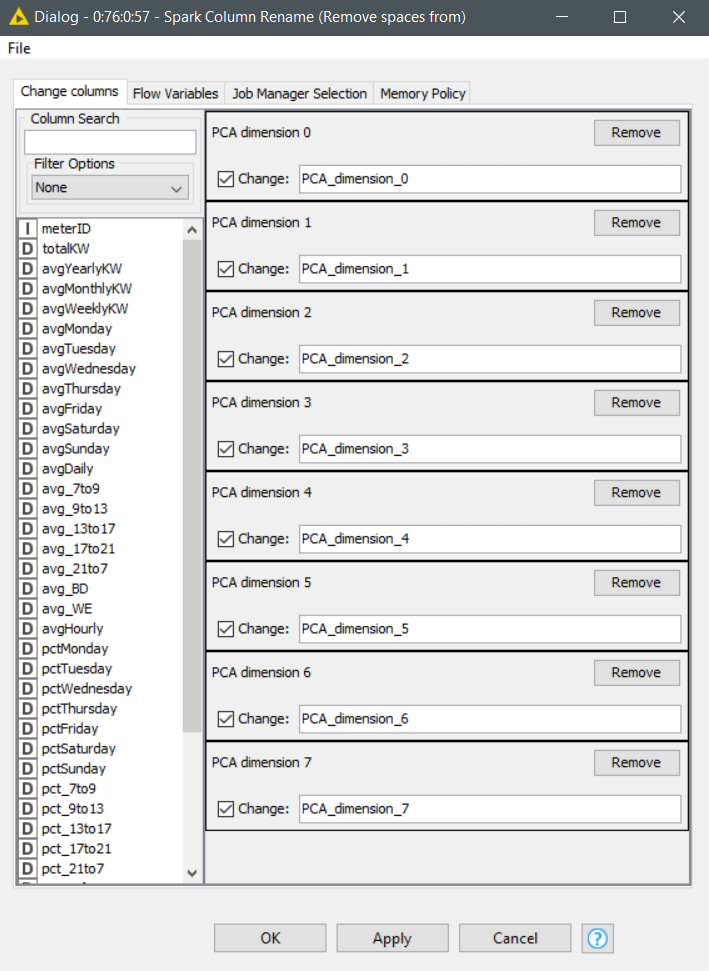 Dialog - 0:76:0:57 - Spark Column Rename (Remove spaces from)
File
Change columns
Flow Variables
Job Manager Selection
Memory Policy
Column Search
Filter Options
None
I meterID
D totalKW
D avgYearlyKW
D avgMonthlyKW
D avgWeeklyKW
D avgMonday
D avgTuesday
D avgWednesday
D avgThursday
D avgFriday
D avgSaturday
D avgSunday
D avgDaily
D avg_7to9
D avg_9to13
D avg_13to17
D avg_17to21
D avg_21to7
D avg_BD
D avg_WE
D avgHourly
D pctMonday
D pctTuesday
D pctWednesday
D pctThursday
D pctFriday
D pctSaturday
D pctSunday
D pct_7to9
D pct_9to13
D pct_13to17
D pct_17to21
D pct_21to7
PCA dimension 0 Remove
Change: PCA_dimension_0
PCA dimension 1 Remove
Change: PCA_dimension_1
PCA dimension 2 Remove
Change: PCA_dimension_2
PCA dimension 3 Remove
Change: PCA_dimension_3
PCA dimension 4 Remove
Change: PCA_dimension_4
PCA dimension 5 Remove
Change: PCA_dimension_5
PCA dimension 6 Remove
Change: PCA_dimension_6
PCA dimension 7 Remove
Change: PCA_dimension_7
OK Apply Cancel ?